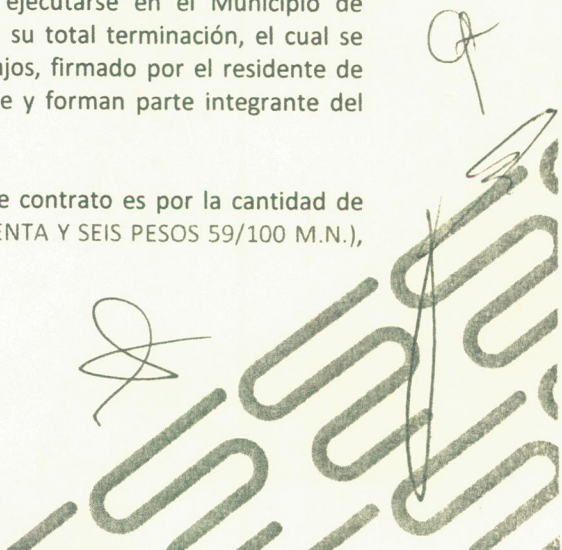 ejecutarse en el Municipio de
su total terminación, el cual se
ajos, firmado por el residente de
e y forman parte integrante del
e contrato es por la cantidad de
ENTA Y SEIS PESOS 59/100 M.N.),